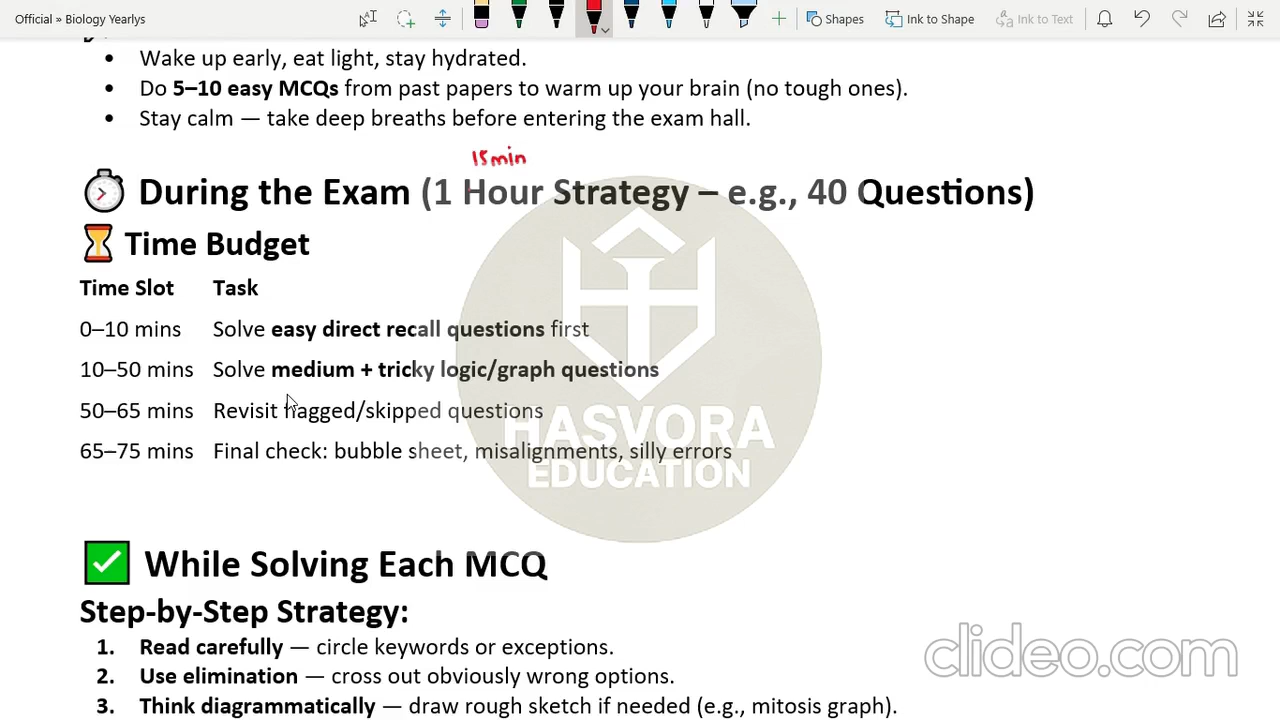 Official » Biology Yearlys
Shapes
Ink to Shape
Ink to Text
• Wake up early, eat light, stay hydrated.
• Do 5–10 easy MCQs from past papers to warm up your brain (no tough ones).
• Stay calm — take deep breaths before entering the exam hall.
15min
During the Exam (1 Hour Strategy – e.g., 40 Questions)
Time Budget
Time Slot Task
0–10 mins Solve easy direct recall questions first
10–50 mins Solve medium + tricky logic/graph questions
50–65 mins Revisit flagged/skipped questions
65–75 mins Final check: bubble sheet, misalignments, silly errors
HASVORA
EDUCATION
While Solving Each MCQ
Step-by-Step Strategy:
1. Read carefully — circle keywords or exceptions.
2. Use elimination — cross out obviously wrong options.
3. Think diagrammatically — draw rough sketch if needed (e.g., mitosis graph).
clideo.com